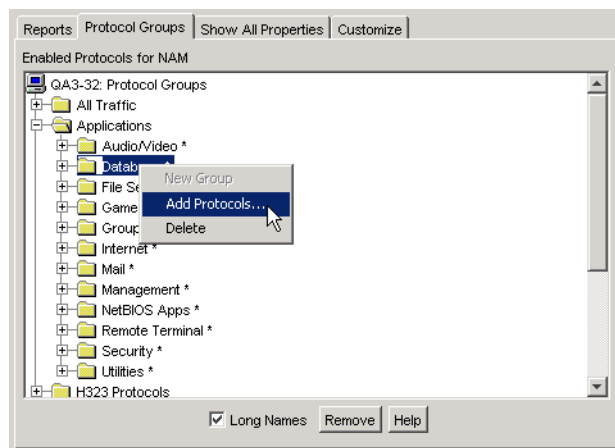 Reports Protocol Groups Show All Properties Customize
Enabled Protocols for NAM
QA3-32: Protocol Groups
All Traffic
Applications
Audio/Video *
New Group
Add Protocols...
Delete
Internet *
Mail *
Management *
NetBIOS Apps *
Remote Terminal *
Security *
Utilities *
H323 Protocols
Long Names Remove Help